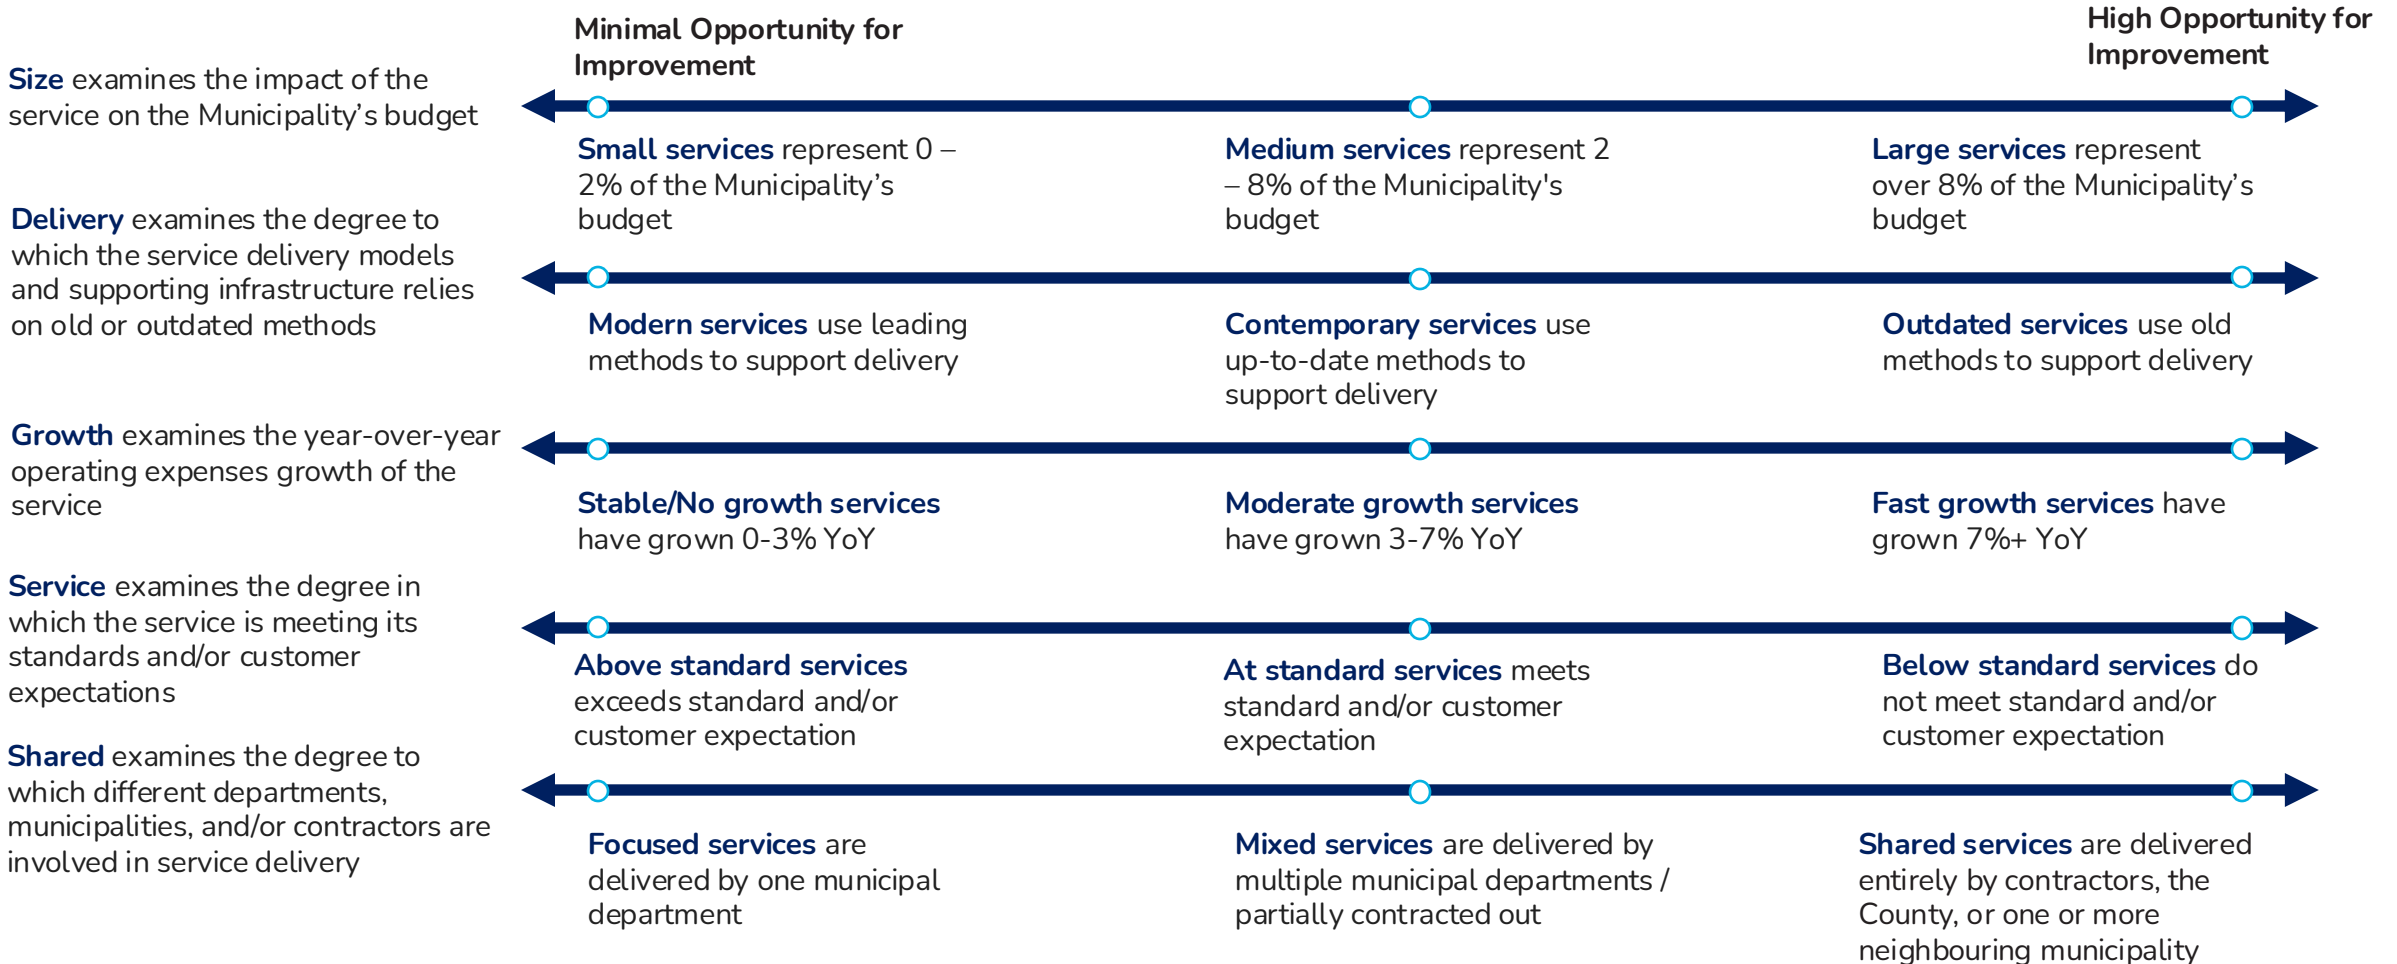 Minimal Opportunity for
Improvement
High Opportunity for
Improvement
Size examines the impact of the
service on the Municipality’s budget
Small services represent 0 –
2% of the Municipality’s
budget
Medium services represent 2
– 8% of the Municipality's
budget
Large services represent
over 8% of the Municipality’s
budget
Delivery examines the degree to
which the service delivery models
and supporting infrastructure relies
on old or outdated methods
Modern services use leading
methods to support delivery
Contemporary services use
up-to-date methods to
support delivery
Outdated services use old
methods to support delivery
Growth examines the year-over-year
operating expenses growth of the
service
Stable/No growth services
have grown 0-3% YoY
Moderate growth services
have grown 3-7% YoY
Fast growth services have
grown 7%+ YoY
Service examines the degree in
which the service is meeting its
standards and/or customer
expectations
Above standard services
exceeds standard and/or
customer expectation
At standard services meets
standard and/or customer
expectation
Below standard services do
not meet standard and/or
customer expectation
Shared examines the degree to
which different departments,
municipalities, and/or contractors are
involved in service delivery
Focused services are
delivered by one municipal
department
Mixed services are delivered by
multiple municipal departments /
partially contracted out
Shared services are delivered
entirely by contractors, the
County, or one or more
neighbouring municipality